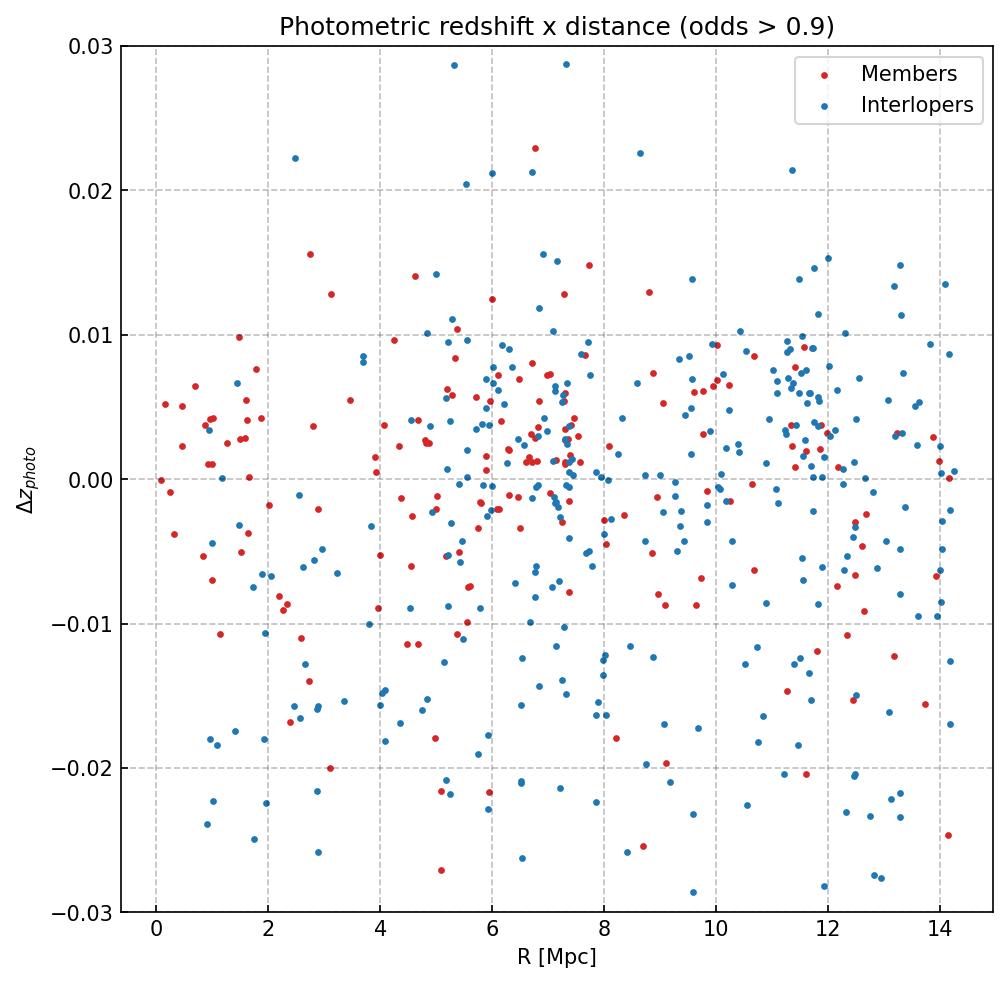 Photometric redshift x distance (odds > 0.9)
Members
Interlopers
0.03
0.02
0.01
0.00
−0.01
−0.02
−0.03
Δz_photo
0 2 4 6 8 10 12 14
R [Mpc]